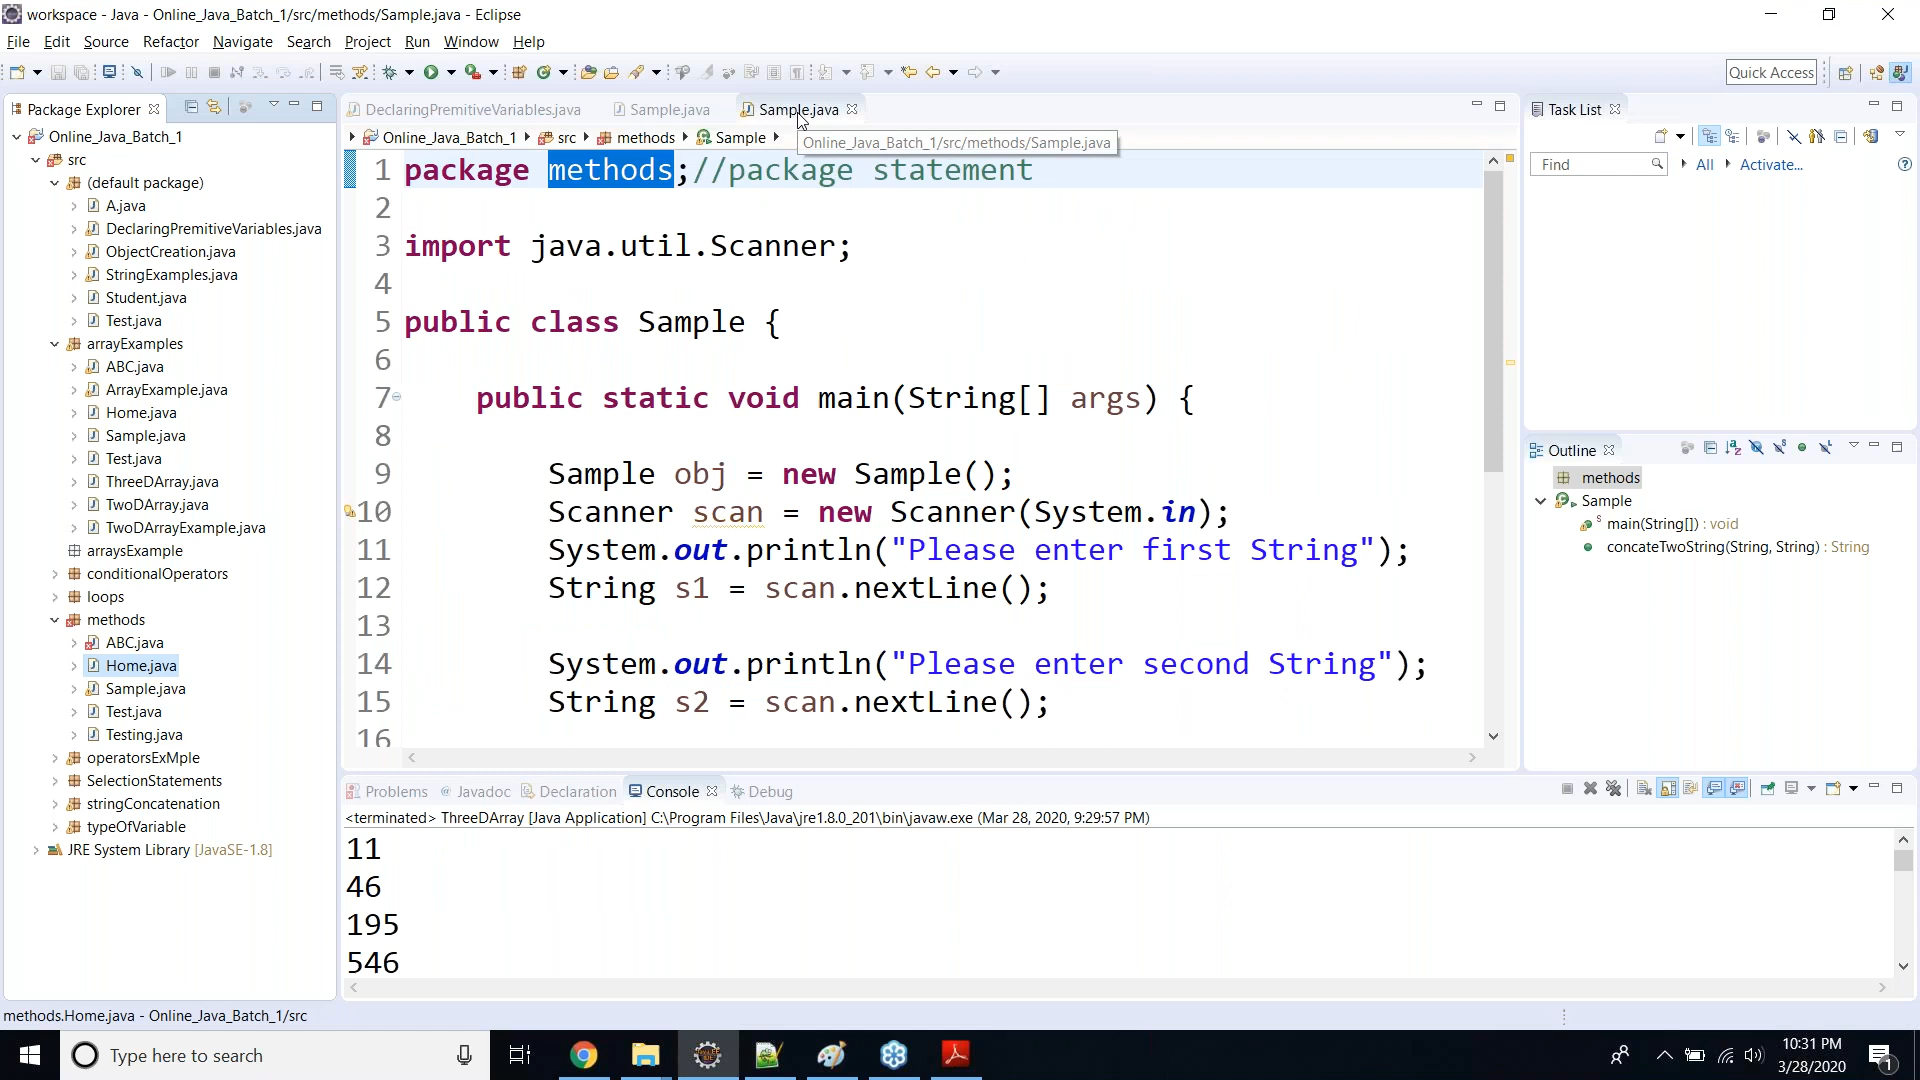 workspace - Java - Online_Java_Batch_1/src/methods/Sample.java - Eclipse
File Edit Source Refactor Navigate Search Project Run Window Help
Quick Access
Package Explorer
Online_Java_Batch_1
src
(default package)
A.java
DeclaringPremitiveVariables.java
ObjectCreation.java
StringExamples.java
Student.java
Test.java
arrayExamples
ABC.java
ArrayExample.java
Home.java
Sample.java
Test.java
ThreeDArray.java
TwoDArray.java
TwoDArrayExample.java
arraysExample
conditionalOperators
loops
methods
ABC.java
Home.java
Sample.java
Test.java
Testing.java
operatorsExMple
SelectionStatements
stringConcatenation
typeOfVariable
JRE System Library [JavaSE-1.8]
DeclaringPremitiveVariables.java Sample.java Sample.java
Online_Java_Batch_1 src methods Sample
Online_Java_Batch_1/src/methods/Sample.java
1 package methods;//package statement
2
3 import java.util.Scanner;
4
5 public class Sample {
6
7 public static void main(String[] args) {
8
9 Sample obj = new Sample();
10 Scanner scan = new Scanner(System.in);
11 System.out.println("Please enter first String");
12 String s1 = scan.nextLine();
13
14 System.out.println("Please enter second String");
15 String s2 = scan.nextLine();
16
Task List
Find All Activate...
Outline
methods
Sample
main(String[]) : void
concateTwoString(String, String) : String
Problems @ Javadoc Declaration Console Debug
<terminated> ThreeDArray [Java Application] C:\Program Files\Java\jre1.8.0_201\bin\javaw.exe (Mar 28, 2020, 9:29:57 PM)
11
46
195
546
methods.Home.java - Online_Java_Batch_1/src
Type here to search
10:31 PM
3/28/2020
1